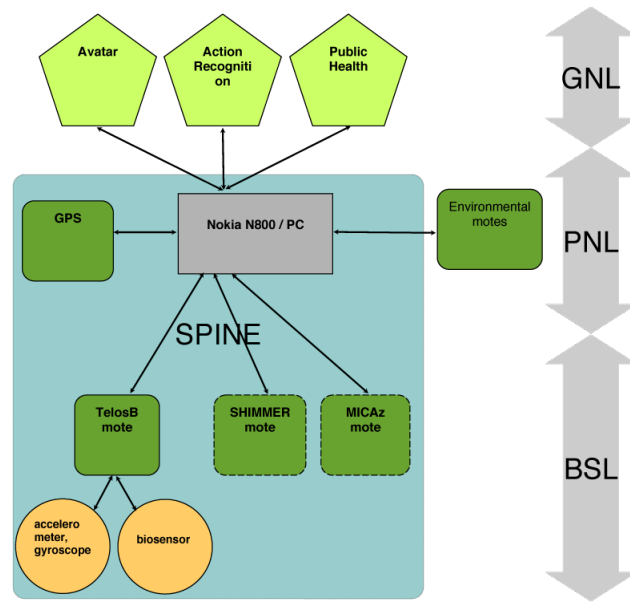 Avatar
Action
Recogniti
on
Public
Health
GNL
GPS
Nokia N800 / PC
Environmental
motes
PNL
SPINE
TelosB
mote
SHIMMER
mote
MICAz
mote
BSL
accelero
meter,
gyroscope
biosensor